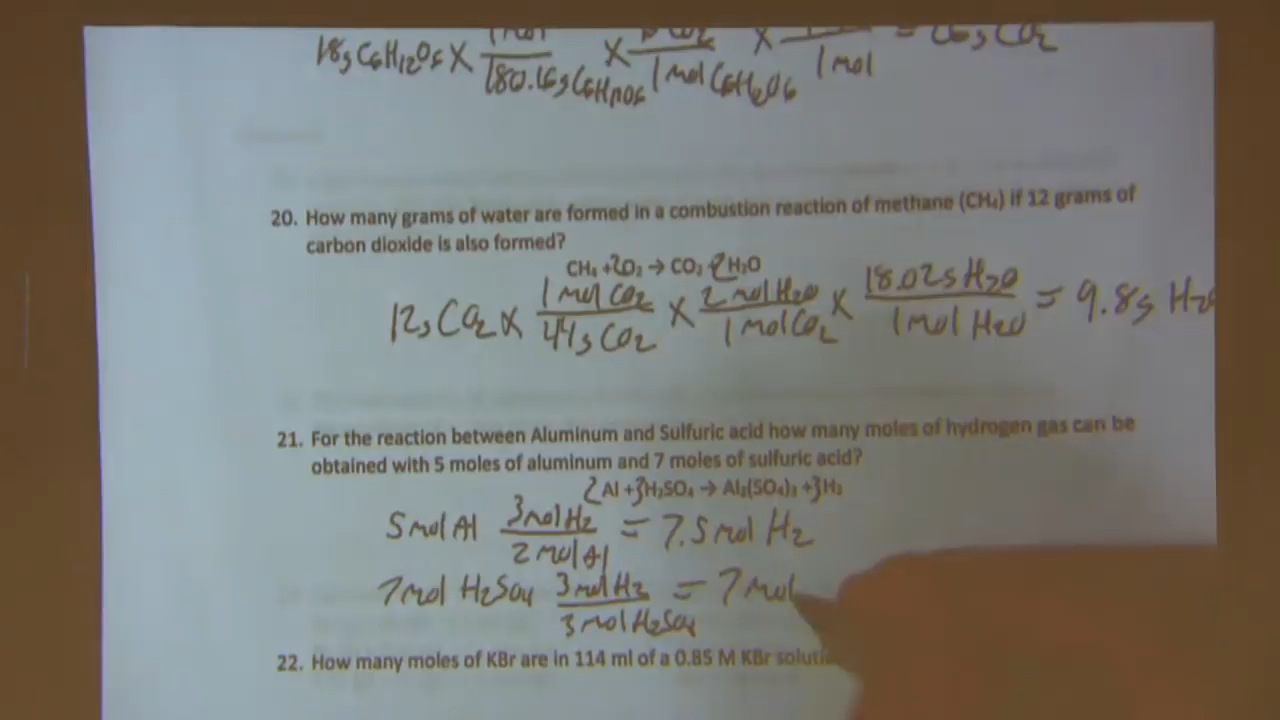 18g C6H12O6 X 1mol/180.16g C6H12O6 X CO2/1mol C6H12O6 X /1mol = g CO2
20. How many grams of water are formed in a combustion reaction of methane (CH₄) if 12 grams of
carbon dioxide is also formed?
CH₄ + 2O₂ → CO₂ 2H₂O
12g CO2 X 1 mol CO2/44g CO2 X 2 mol H2O/1 mol CO2 X 18.02g H2O/1 mol H2O = 9.8g H2O
21. For the reaction between Aluminum and Sulfuric acid how many moles of hydrogen gas can be
obtained with 5 moles of aluminum and 7 moles of sulfuric acid?
2Al + 3H₂SO₄ → Al₂(SO₄)₃ + 3H₂
5 mol Al 3 mol H2/2 mol Al = 7.5 mol H2
7 mol H2SO4 3 mol H2/3 mol H2SO4 = 7 mol
22. How many moles of KBr are in 114 ml of a 0.85 M KBr